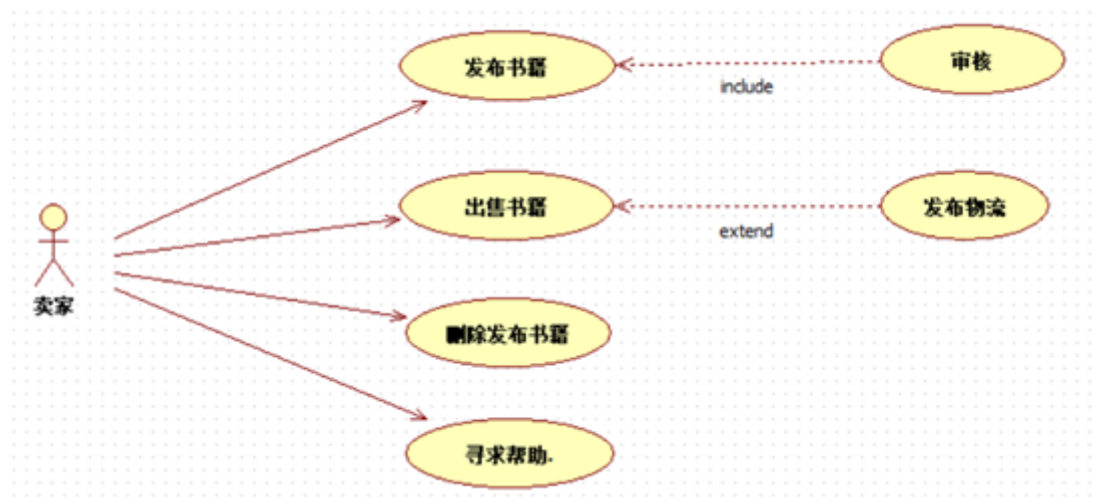 发布书籍
审核
include
出售书籍
发布物流
extend
卖家
删除发布书籍
寻求帮助.